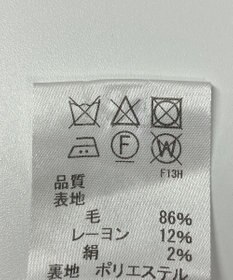 F
W
F13H
品質
表地
毛 86%
レーヨン 12%
絹 2%
裏地 ポリエステル